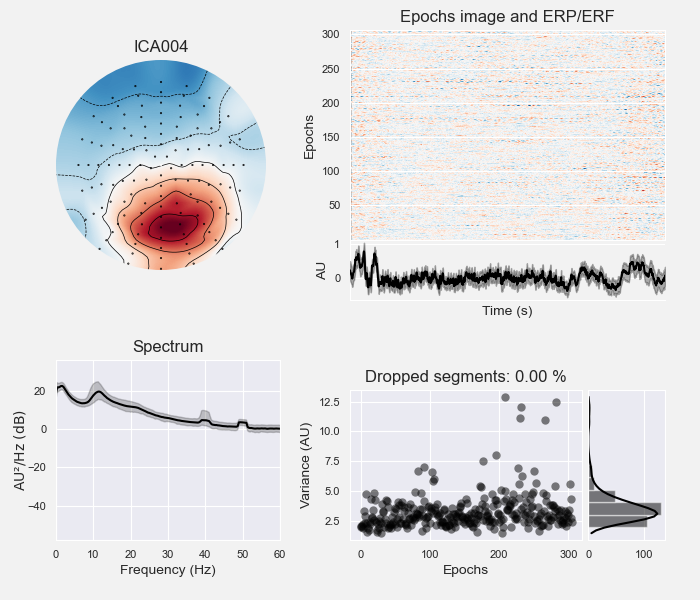 ICA004
Epochs image and ERP/ERF
Epochs
300
250
200
150
100
50
AU
1
0
Time (s)
Spectrum
AU²/Hz (dB)
20
0
−20
−40
0 10 20 30 40 50 60
Frequency (Hz)
Dropped segments: 0.00 %
Variance (AU)
12.5
10.0
7.5
5.0
2.5
0 100 200 300
Epochs
0 100